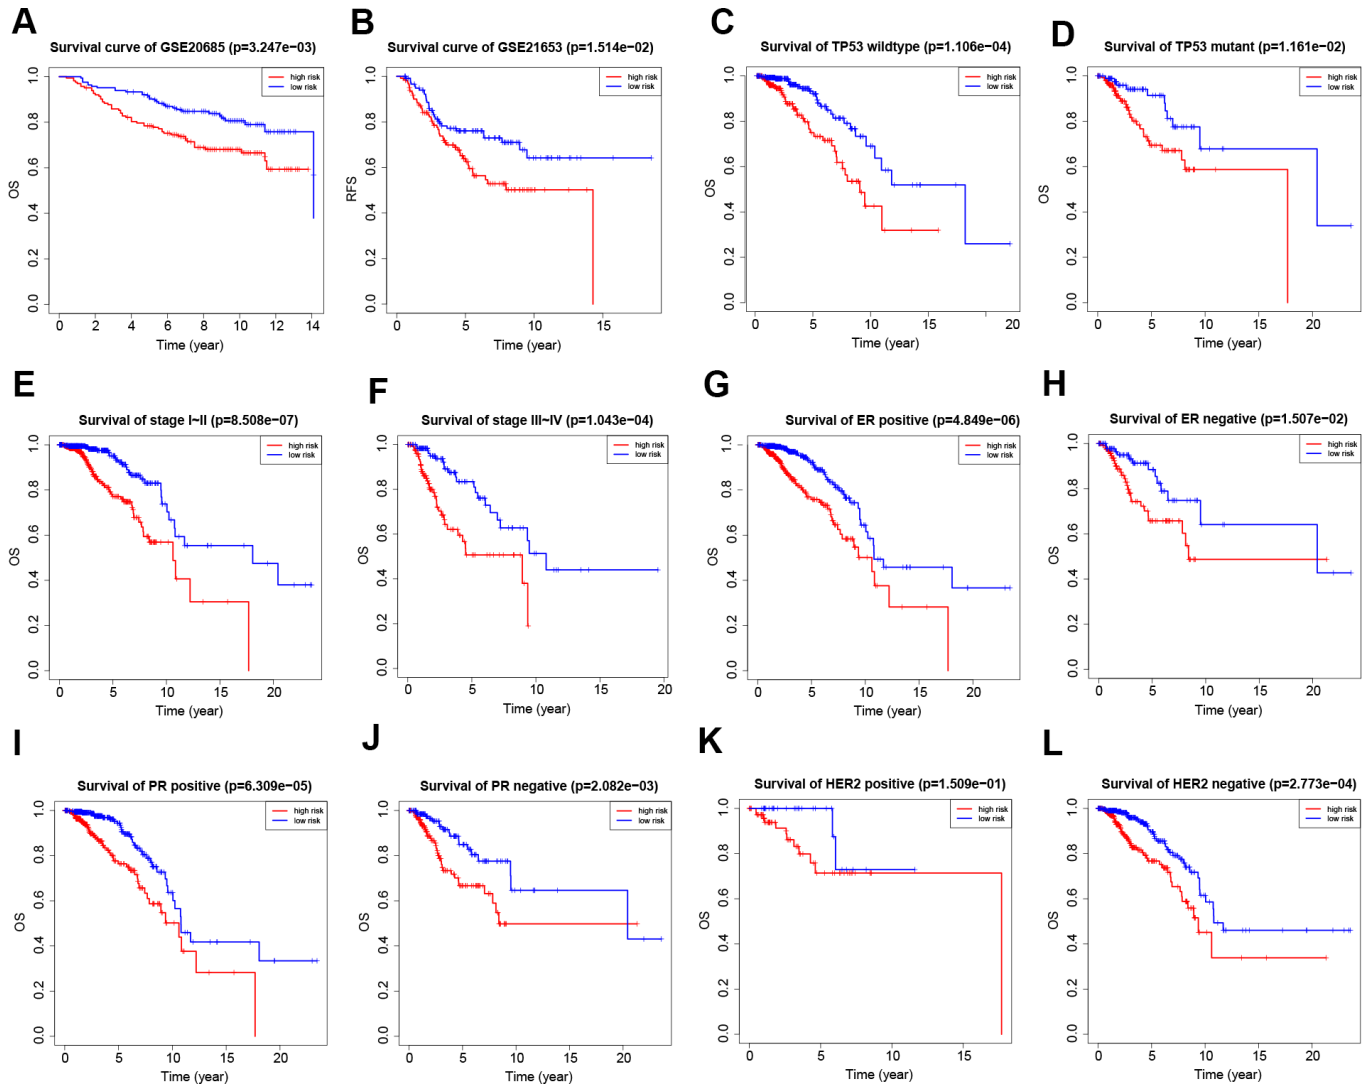 A
Survival curve of GSE20685 (p=3.247e−03)
high risk
low risk
OS
0.0 0.2 0.4 0.6 0.8 1.0
0 2 4 6 8 10 12 14
Time (year)
B
Survival curve of GSE21653 (p=1.514e−02)
high risk
low risk
RFS
0.0 0.2 0.4 0.6 0.8 1.0
0 5 10 15
Time (year)
C
Survival of TP53 wildtype (p=1.106e−04)
high risk
low risk
OS
0.0 0.2 0.4 0.6 0.8 1.0
0 5 10 15 20
Time (year)
D
Survival of TP53 mutant (p=1.161e−02)
high risk
low risk
OS
0.0 0.2 0.4 0.6 0.8 1.0
0 5 10 15 20
Time (year)
E
Survival of stage I~II (p=8.508e−07)
high risk
low risk
OS
0.0 0.2 0.4 0.6 0.8 1.0
0 5 10 15 20
Time (year)
F
Survival of stage III~IV (p=1.043e−04)
high risk
low risk
OS
0.0 0.2 0.4 0.6 0.8 1.0
0 5 10 15 20
Time (year)
G
Survival of ER positive (p=4.849e−06)
high risk
low risk
OS
0.0 0.2 0.4 0.6 0.8 1.0
0 5 10 15 20
Time (year)
H
Survival of ER negative (p=1.507e−02)
high risk
low risk
OS
0.0 0.2 0.4 0.6 0.8 1.0
0 5 10 15 20
Time (year)
I
Survival of PR positive (p=6.309e−05)
high risk
low risk
OS
0.0 0.2 0.4 0.6 0.8 1.0
0 5 10 15 20
Time (year)
J
Survival of PR negative (p=2.082e−03)
high risk
low risk
OS
0.0 0.2 0.4 0.6 0.8 1.0
0 5 10 15 20
Time (year)
K
Survival of HER2 positive (p=1.509e−01)
high risk
low risk
OS
0.0 0.2 0.4 0.6 0.8 1.0
0 5 10 15
Time (year)
L
Survival of HER2 negative (p=2.773e−04)
high risk
low risk
OS
0.0 0.2 0.4 0.6 0.8 1.0
0 5 10 15 20
Time (year)